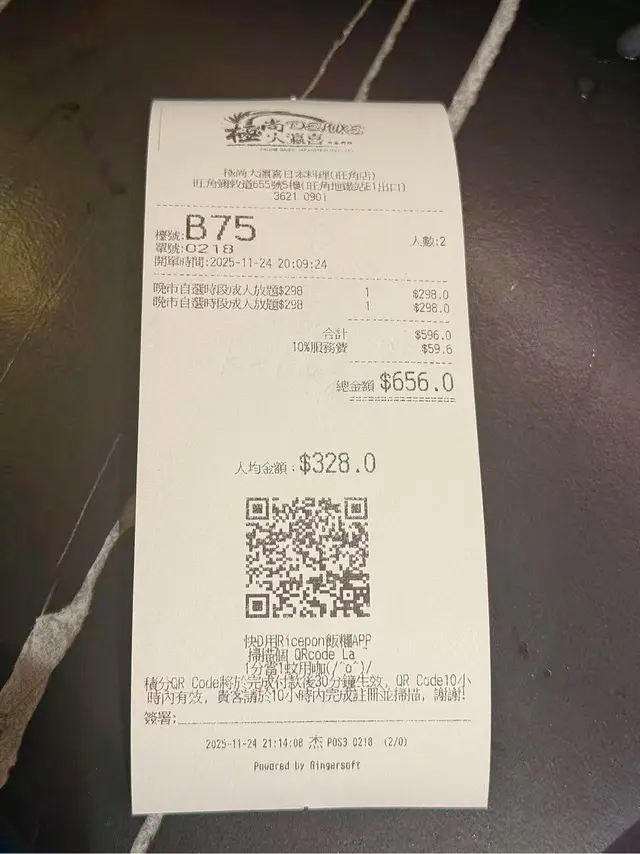 極尚大瀛喜
極尚大瀛喜日本料理(旺角店)
旺角彌敦道655號5樓(旺角地鐵站E1出口)
3621 0901
檯號:B75
人數:2
單號:0218
開單時間:2025-11-24 20:09:24
晚市自選時段成人放題$298 1 $298.0
晚市自選時段成人放題$298 1 $298.0
合計 $596.0
10%服務費 $59.6
總金額 $656.0
人均金額:$328.0
快D用Ricepon飯糰APP
掃描個 QRcode La ~
1分當1蚊用㗎(/^o^)/
積分QR Code將於完成付款後30分鐘生效, QR Code10小
時內有效, 貴客請於10小時內完成註冊並掃描, 謝謝!
簽署:
2025-11-24 21:14:08 杰 POS3 0218 (2/0)
Powered by Gingersoft